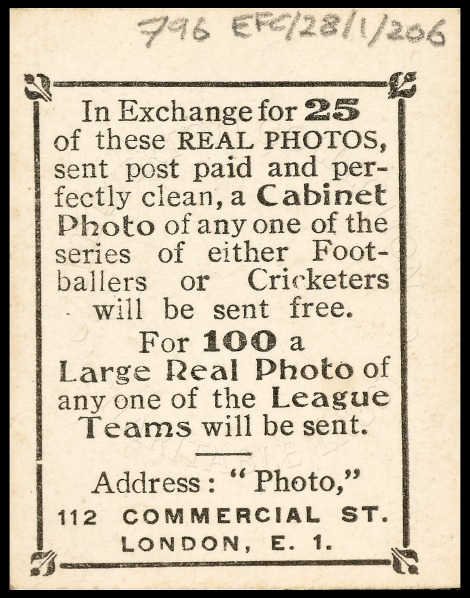 796 EFC/28/1/206
In Exchange for 25
of these REAL PHOTOS,
sent post paid and per-
fectly clean, a Cabinet
Photo of any one of the
series of either Foot-
ballers or Cricketers
will be sent free.
For 100 a
Large Real Photo of
any one of the League
Teams will be sent.
Address: "Photo,"
112 COMMERCIAL ST.
LONDON, E. 1.